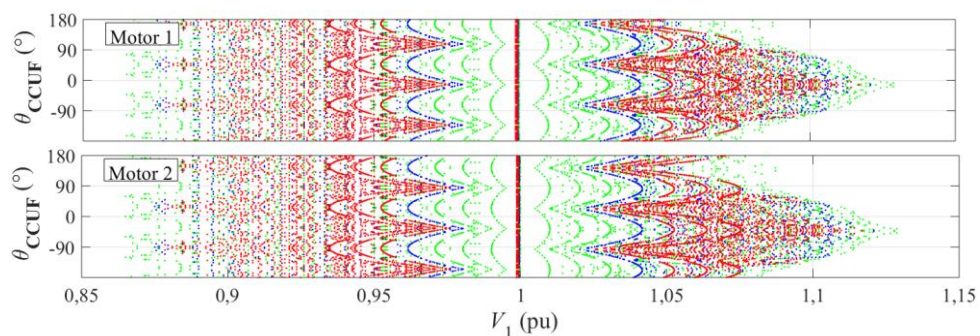 180
90
0
-90
θCCUF (°)
Motor 1
180
90
0
-90
θCCUF (°)
Motor 2
0,85 0,9 0,95 1 1,05 1,1 1,15
V1 (pu)